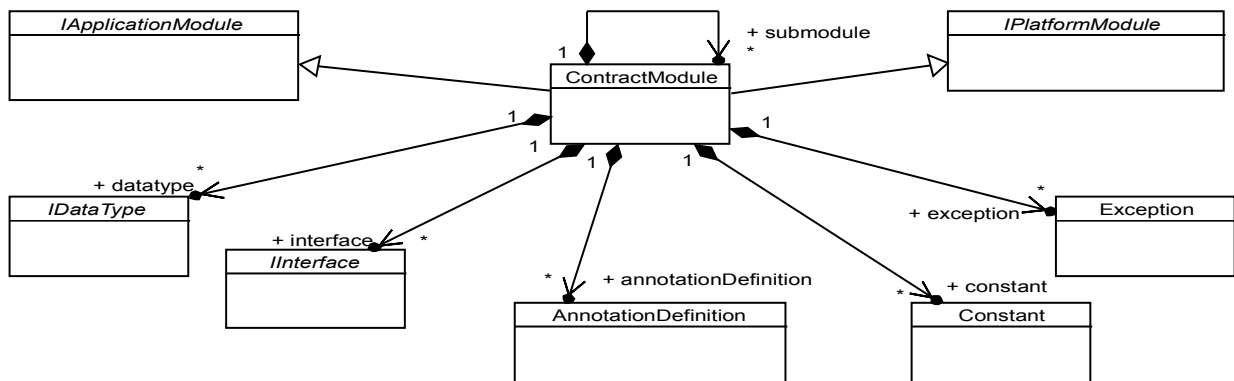 IApplicationModule
IPlatformModule
+ submodule
1
*
ContractModule
1
1
1
1
1
*
+ datatype
IDataType
+ interface
*
IInterface
*
+ annotationDefinition
AnnotationDefinition
*
+ constant
Constant
*
+ exception
Exception